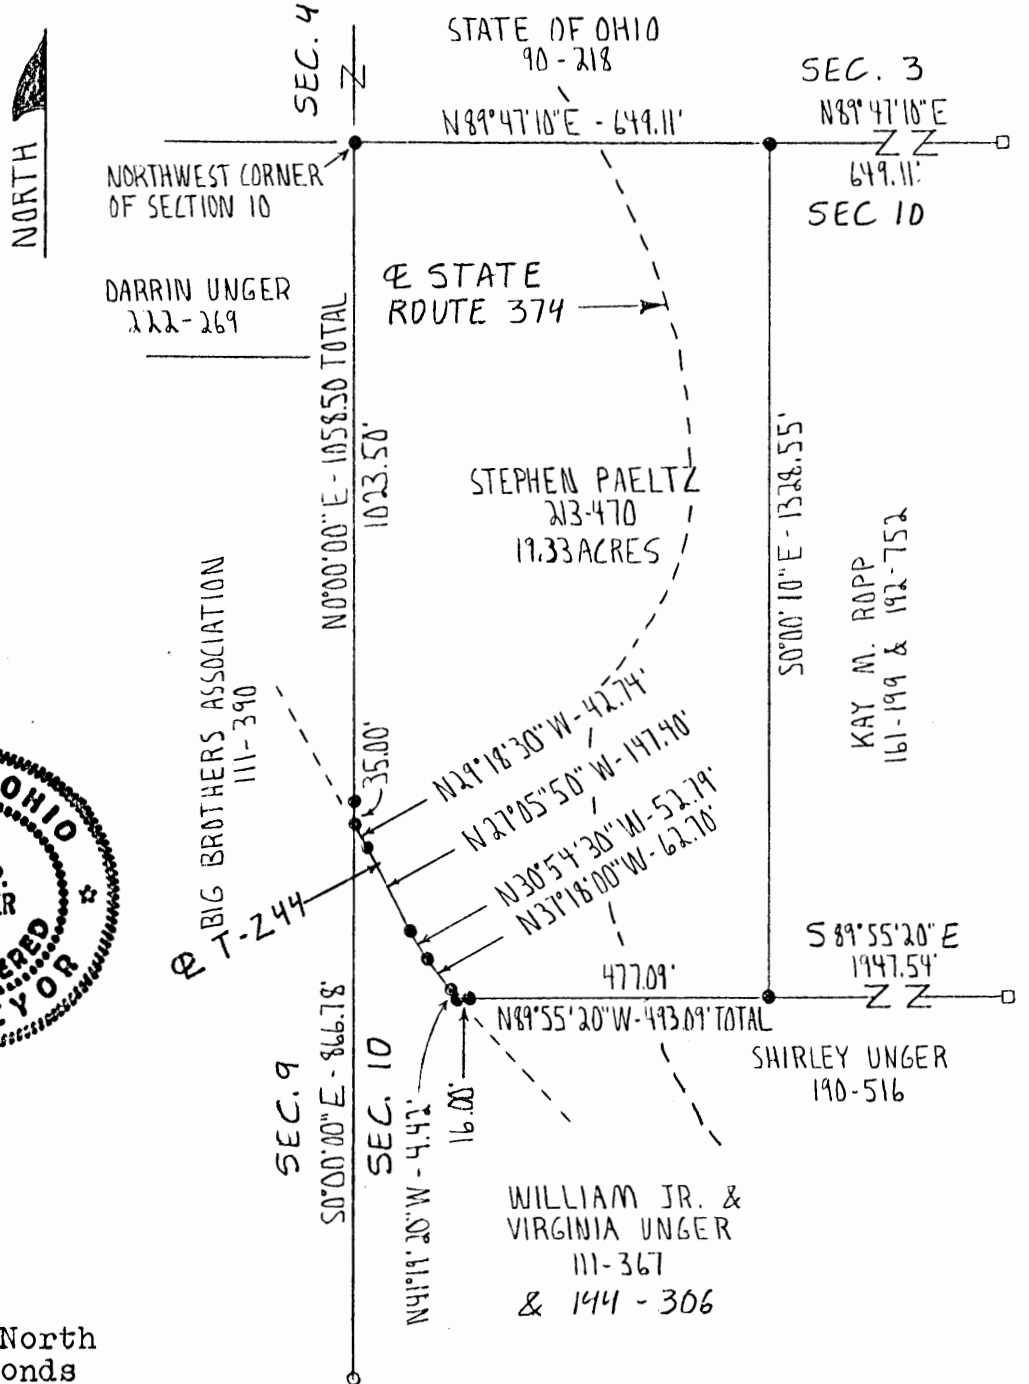 SEC. 4
STATE OF OHIO
90-218
SEC. 3
N89°47'10"E - 649.11'
N89°47'10"E
649.11'
SEC 10
NORTH
NORTHWEST CORNER
OF SECTION 10
DARRIN UNGER
222-269
℄ STATE
ROUTE 374
N0°00'00"E - 1058.50 TOTAL
1023.50'
STEPHEN PAELTZ
213-470
19.33 ACRES
S0°00'10"E - 1328.55'
KAY M. ROPP
161-199 & 192-752
BIG BROTHERS ASSOCIATION
111-390
35.00'
N29°18'30"W - 42.74'
N27°05'50"W - 147.40'
N30°54'30"W - 52.79'
N37°18'00"W - 62.70'
℄ T-244
OHIO
477.09'
N89°55'20"W - 493.09' TOTAL
S89°55'20"E
1947.54'
SHIRLEY UNGER
190-516
SEC. 9
S0°00'00"E - 866.78'
SEC. 10
N41°19'20"W - 4.42'
16.00'
WILLIAM JR. &
VIRGINIA UNGER
111-367
& 144-306
North
onds